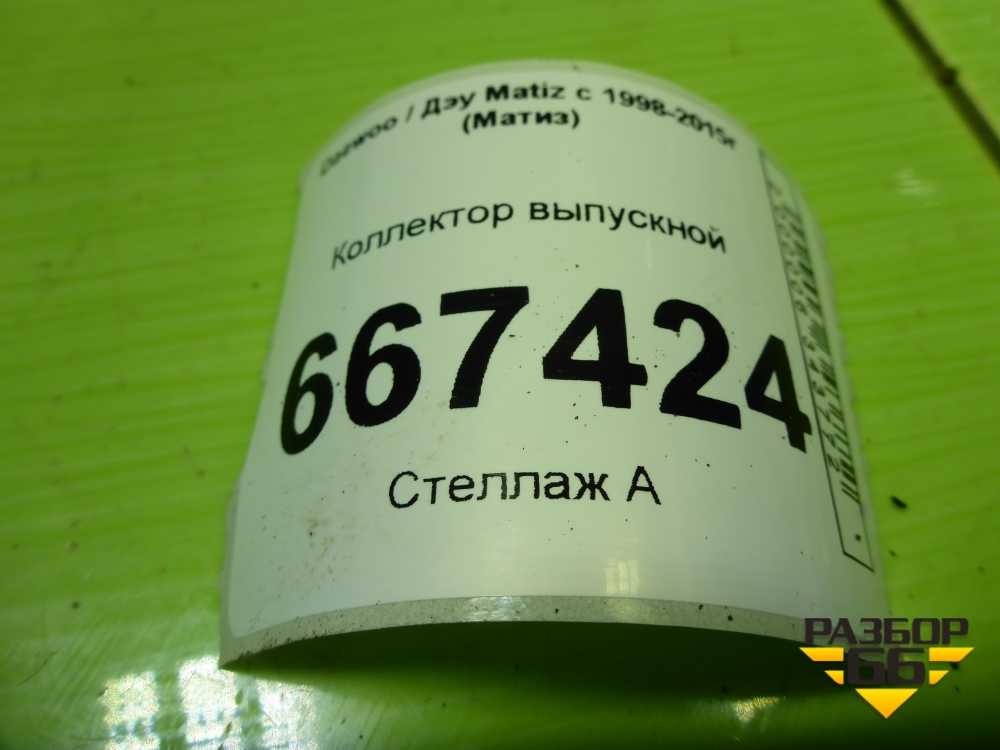 Daewoo / Дэу Matiz с 1998-2015г
(Матиз)
Коллектор выпускной
667424
Стеллаж А
РАЗБОР
66